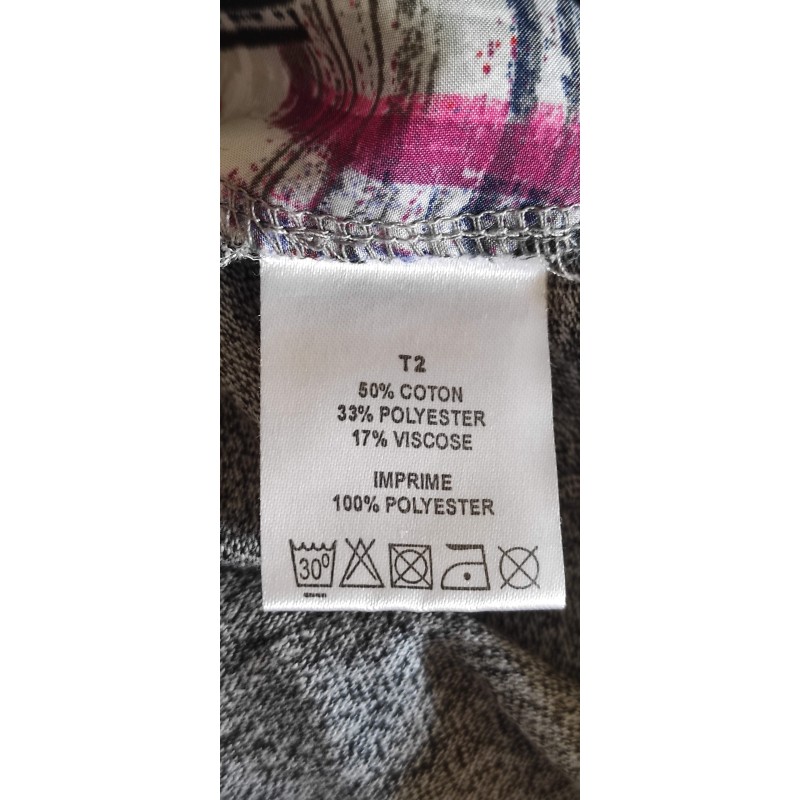 T2
50% COTON
33% POLYESTER
17% VISCOSE
IMPRIME
100% POLYESTER
30°